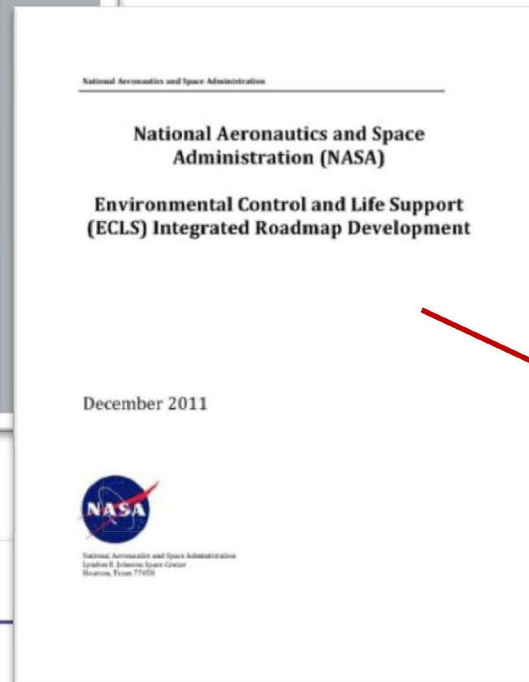 National Aeronautics and Space Administration
National Aeronautics and Space
Administration (NASA)
Environmental Control and Life Support
(ECLS) Integrated Roadmap Development
December 2011
NASA
National Aeronautics and Space Administration
Lyndon B. Johnson Space Center
Houston, Texas 77058